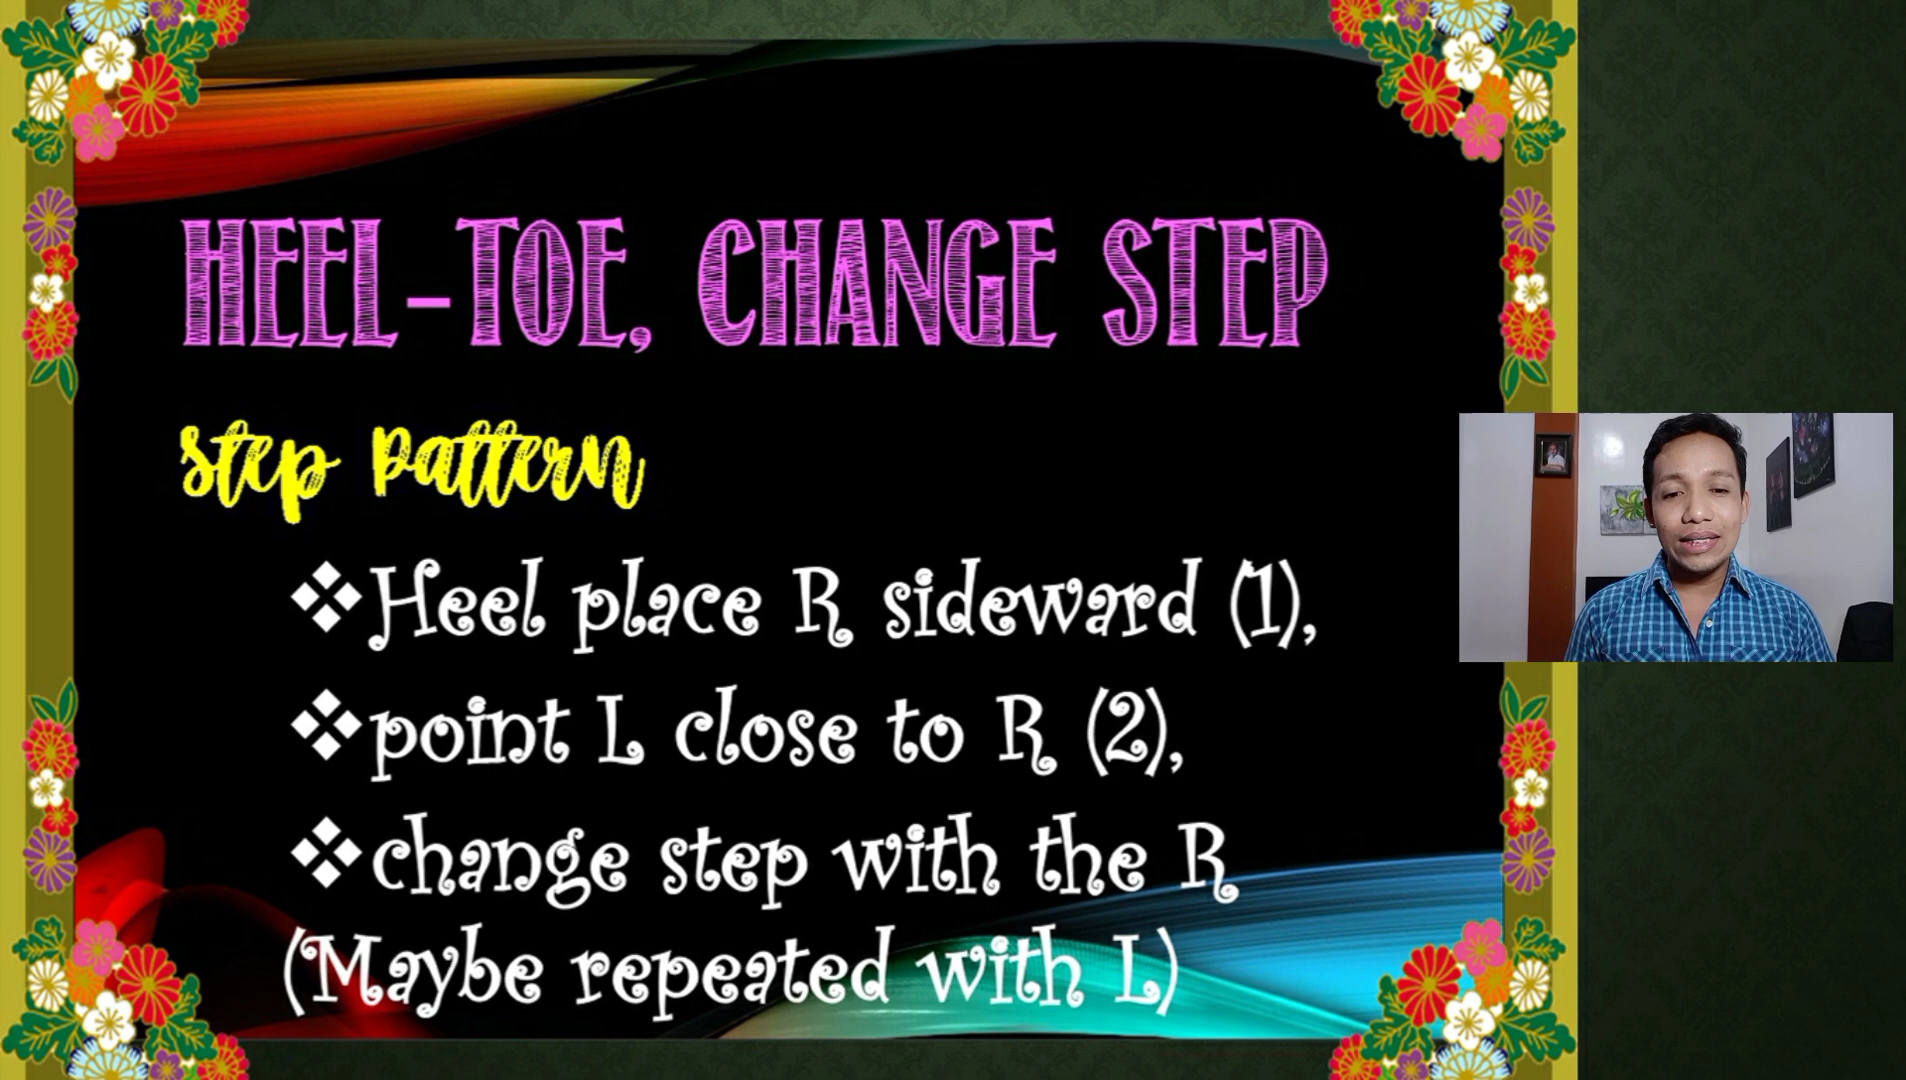 HEEL-TOE, CHANGE STEP
step pattern
❖Heel place R sideward (1),
❖point L close to R (2),
❖change step with the R
(Maybe repeated with L)